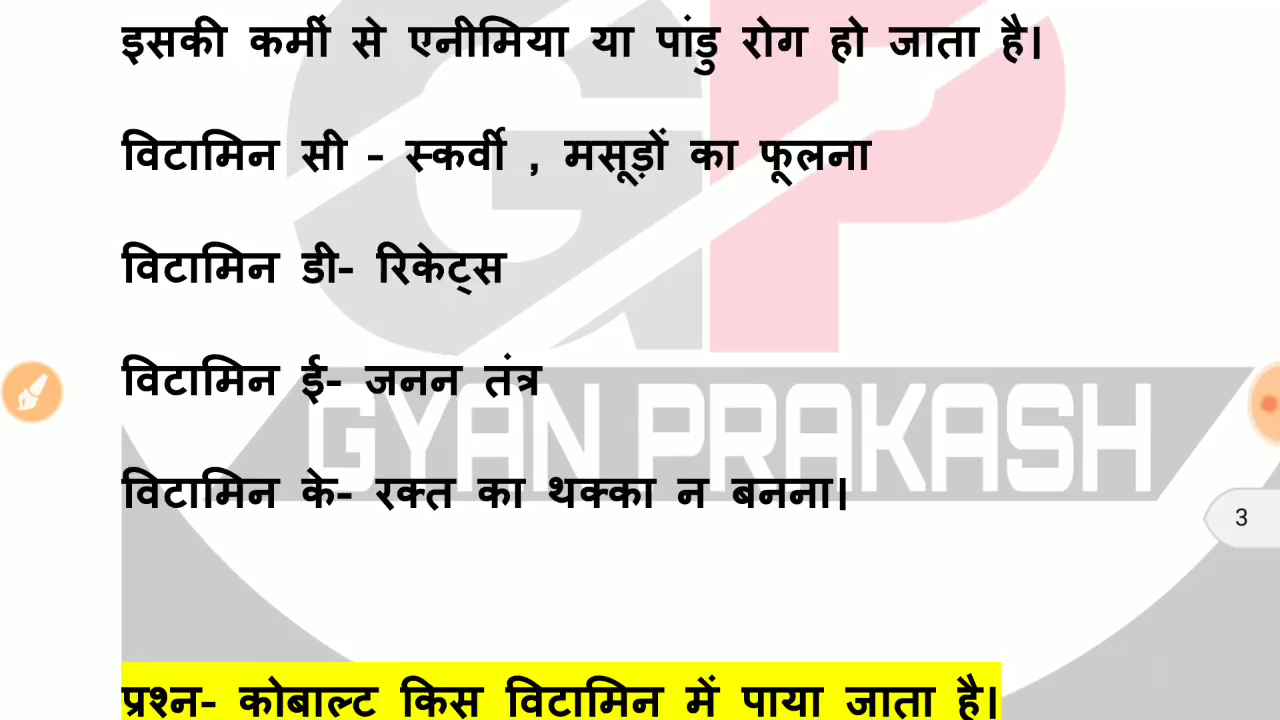 इसकी कमीं से एनीमिया या पांडु रोग हो जाता है।
विटामिन सी - स्कर्वी , मसूड़ों का फूलना
विटामिन डी- रिकेट्स
विटामिन ई- जनन तंत्र
GYAN PRAKASH
विटामिन के- रक्त का थक्का न बनना।
3
प्रश्न- कोबाल्ट किस विटामिन में पाया जाता है।